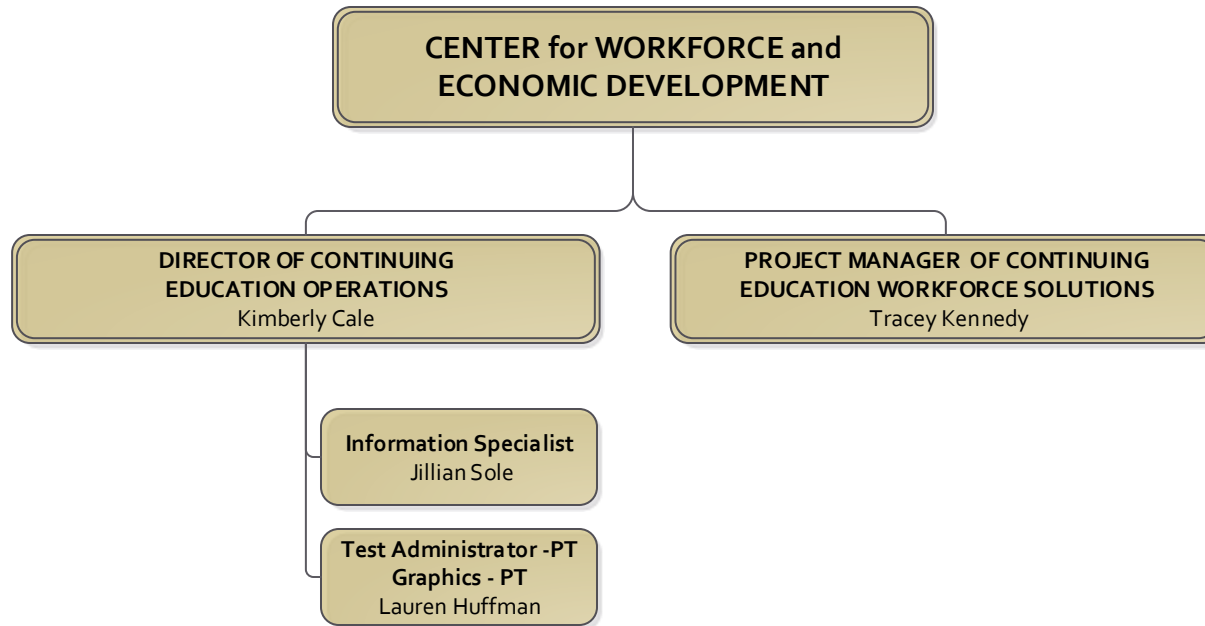 CENTER for WORKFORCE and
ECONOMIC DEVELOPMENT
DIRECTOR OF CONTINUING
EDUCATION OPERATIONS
Kimberly Cale
PROJECT MANAGER OF CONTINUING
EDUCATION WORKFORCE SOLUTIONS
Tracey Kennedy
Information Specialist
Jillian Sole
Test Administrator -PT
Graphics - PT
Lauren Huffman